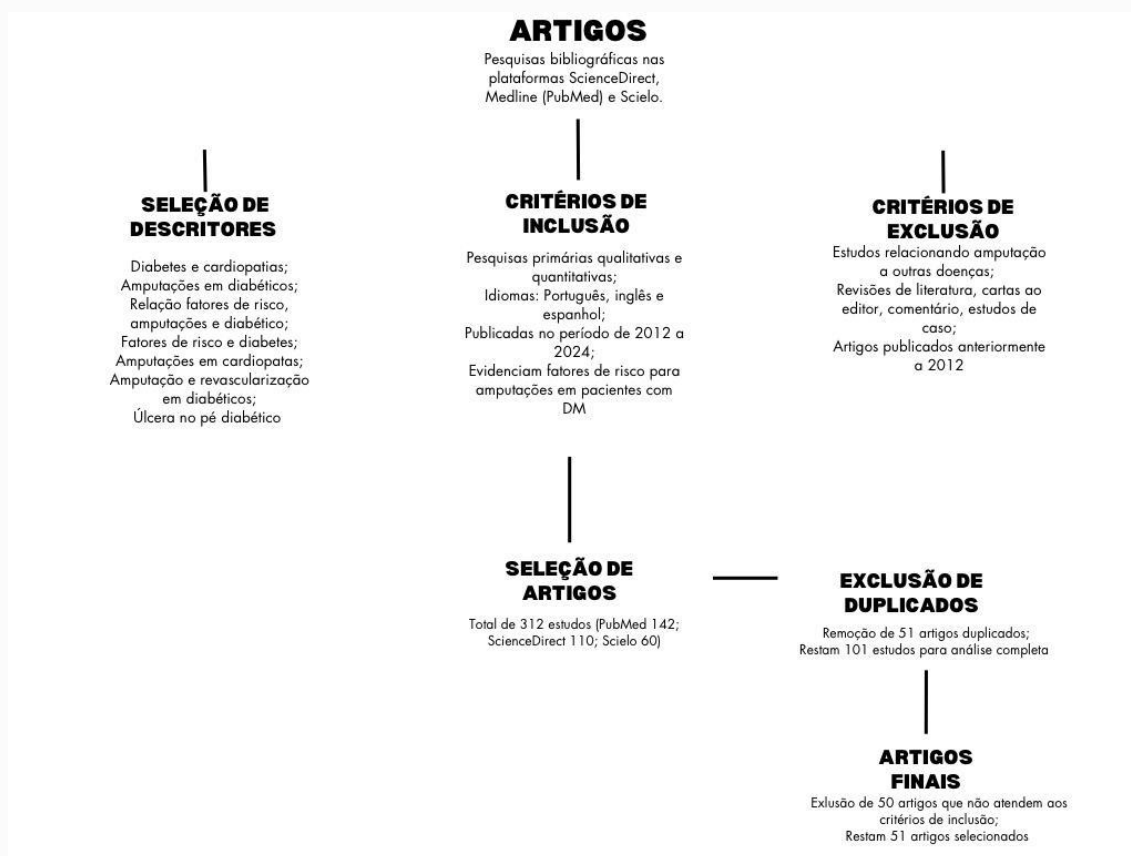 ARTIGOS
Pesquisas bibliográficas nas
plataformas ScienceDirect,
Medline (PubMed) e Scielo.
SELEÇÃO DE
DESCRITORES
Diabetes e cardiopatias;
Amputações em diabéticos;
Relação fatores de risco,
amputações e diabético;
Fatores de risco e diabetes;
Amputações em cardiopatas;
Amputação e revascularização
em diabéticos;
Úlcera no pé diabético
CRITÉRIOS DE
INCLUSÃO
Pesquisas primárias qualitativas e
quantitativas;
Idiomas: Português, inglês e
espanhol;
Publicadas no período de 2012 a
2024;
Evidenciam fatores de risco para
amputações em pacientes com
DM
CRITÉRIOS DE
EXCLUSÃO
Estudos relacionando amputação
a outras doenças;
Revisões de literatura, cartas ao
editor, comentário, estudos de
caso;
Artigos publicados anteriormente
a 2012
SELEÇÃO DE
ARTIGOS
Total de 312 estudos (PubMed 142;
ScienceDirect 110; Scielo 60)
EXCLUSÃO DE
DUPLICADOS
Remoção de 51 artigos duplicados;
Restam 101 estudos para análise completa
ARTIGOS
FINAIS
Exlusão de 50 artigos que não atendem aos
critérios de inclusão;
Restam 51 artigos selecionados